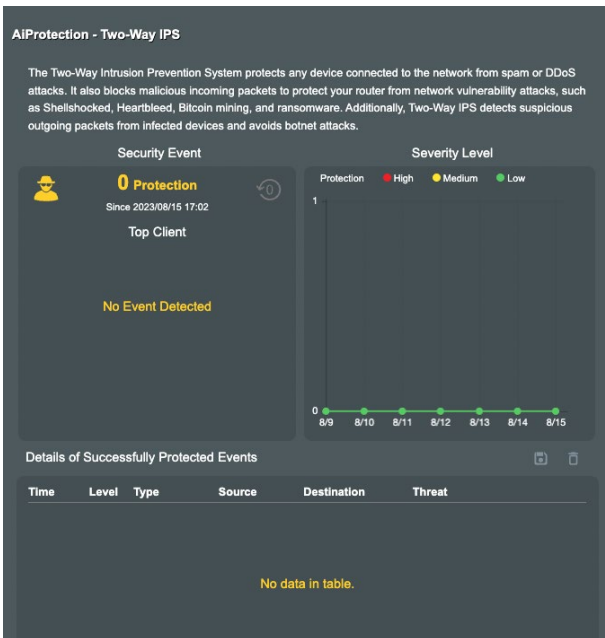 AiProtection - Two-Way IPS
The Two-Way Intrusion Prevention System protects any device connected to the network from spam or DDoS
attacks. It also blocks malicious incoming packets to protect your router from network vulnerability attacks, such
as Shellshocked, Heartbleed, Bitcoin mining, and ransomware. Additionally, Two-Way IPS detects suspicious
outgoing packets from infected devices and avoids botnet attacks.
Security Event
0 Protection
0
Since 2023/08/15 17:02
Top Client
No Event Detected
Severity Level
Protection High Medium Low
1
0
8/9 8/10 8/11 8/12 8/13 8/14 8/15
Details of Successfully Protected Events
Time Level Type Source Destination Threat
No data in table.